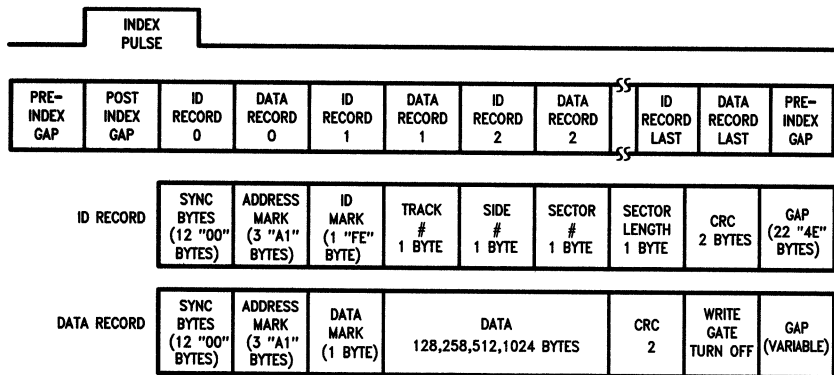 INDEX
PULSE
PRE-
INDEX
GAP
POST
INDEX
GAP
ID
RECORD
0
DATA
RECORD
0
ID
RECORD
1
DATA
RECORD
1
ID
RECORD
2
DATA
RECORD
2
ID
RECORD
LAST
DATA
RECORD
LAST
PRE-
INDEX
GAP
ID RECORD
SYNC
BYTES
(12 "00"
BYTES)
ADDRESS
MARK
(3 "A1"
BYTES)
ID
MARK
(1 "FE"
BYTE)
TRACK
#
1 BYTE
SIDE
#
1 BYTE
SECTOR
#
1 BYTE
SECTOR
LENGTH
1 BYTE
CRC
2 BYTES
GAP
(22 "4E"
BYTES)
DATA RECORD
SYNC
BYTES
(12 "00"
BYTES)
ADDRESS
MARK
(3 "A1"
BYTES)
DATA
MARK
(1 BYTE)
DATA
128,258,512,1024 BYTES
CRC
2
WRITE
GATE
TURN OFF
GAP
(VARIABLE)